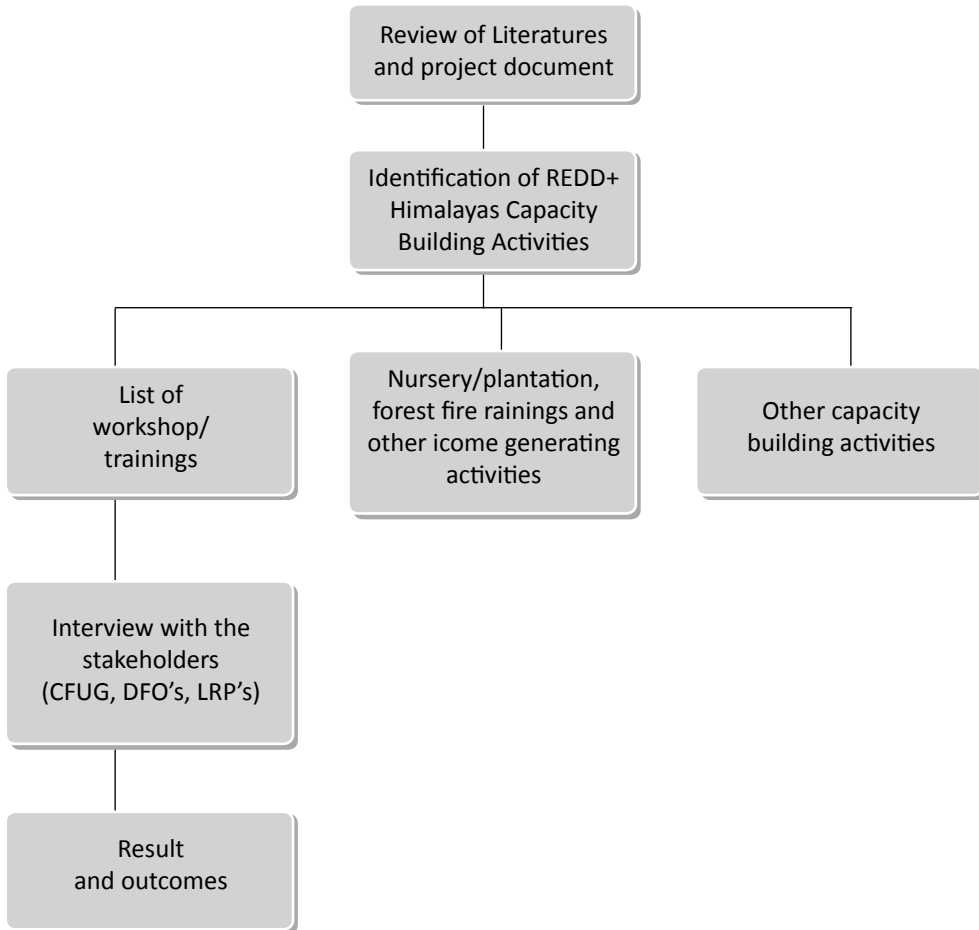 Review of Literatures
and project document
Identification of REDD+
Himalayas Capacity
Building Activities
List of
workshop/
trainings
Nursery/plantation,
forest fire rainings and
other icome generating
activities
Other capacity
building activities
Interview with the
stakeholders
(CFUG, DFO’s, LRP’s)
Result
and outcomes